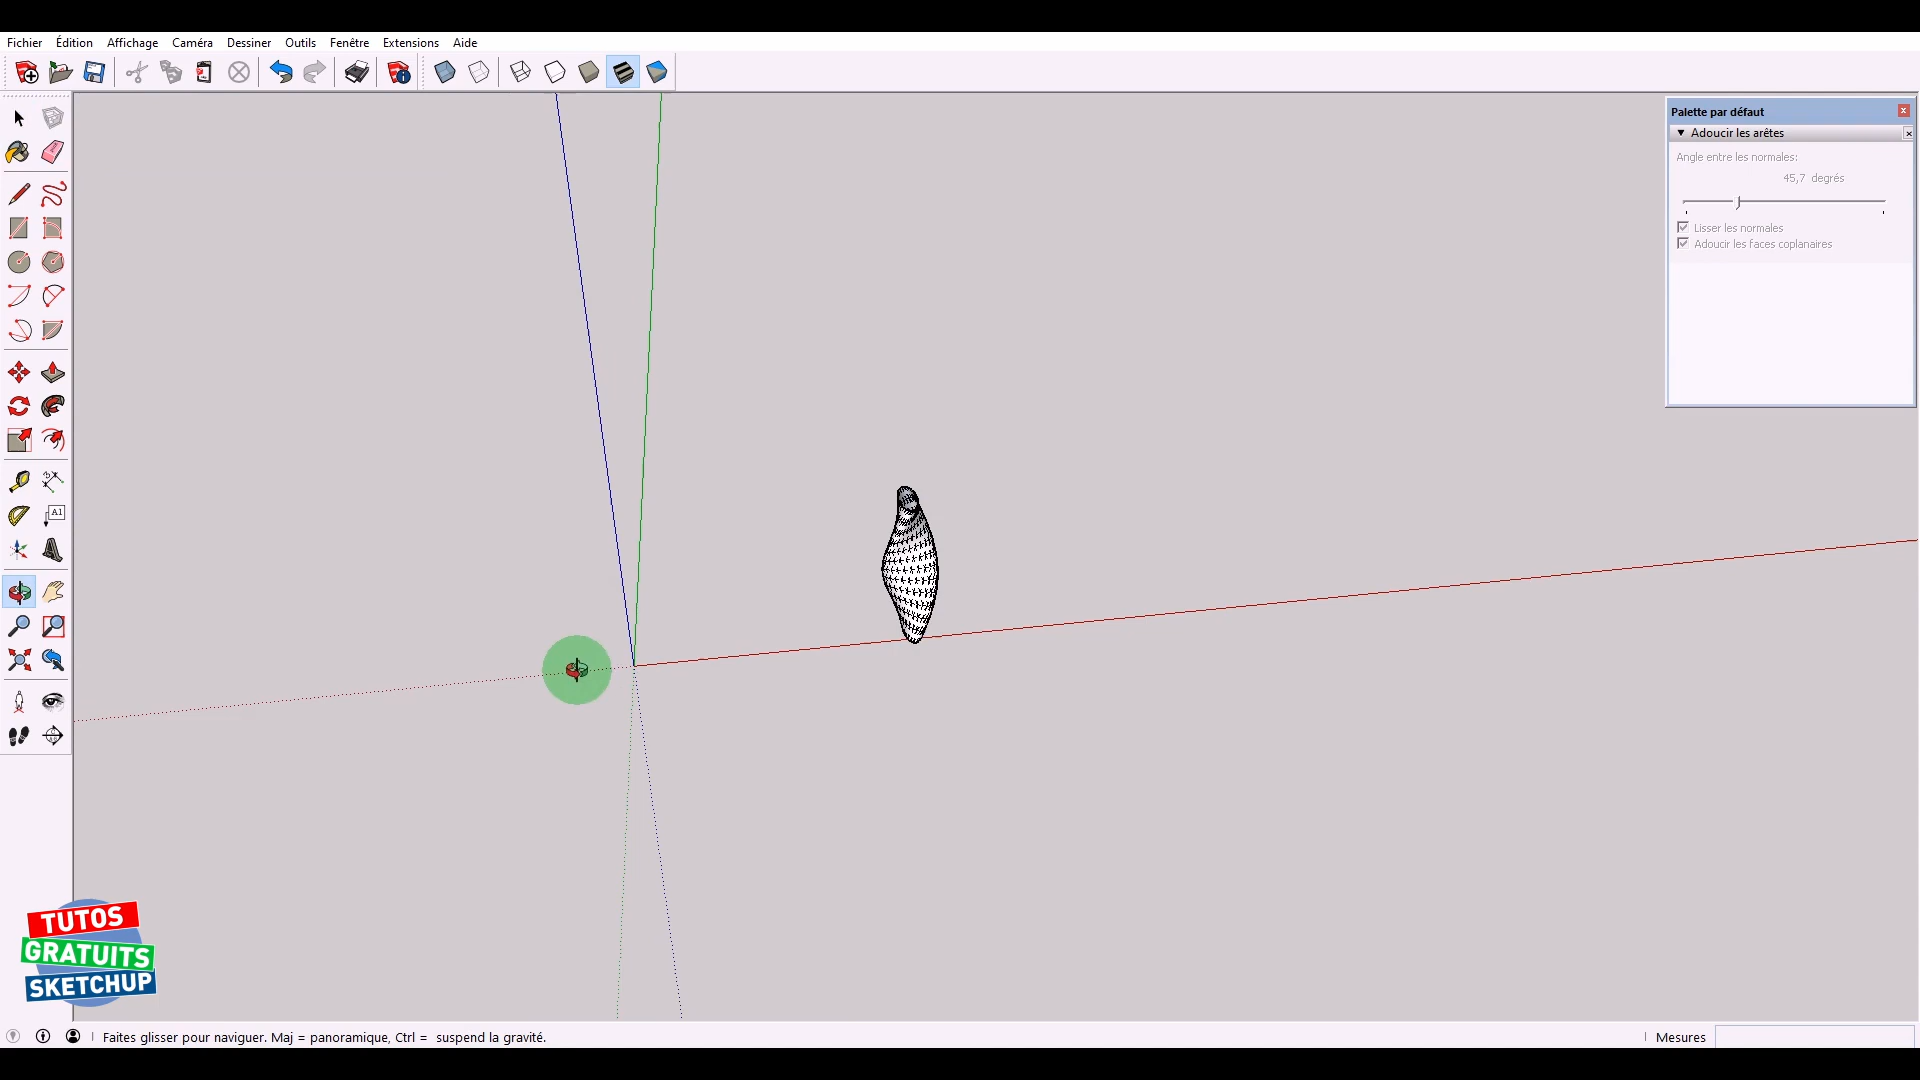 Fichier Édition Affichage Caméra Dessiner Outils Fenêtre Extensions Aide
Palette par défaut
Adoucir les arêtes
Angle entre les normales:
45,7 degrés
Lisser les normales
Adoucir les faces coplanaires
A1
TUTOS
GRATUITS
SKETCHUP
Faites glisser pour naviguer. Maj = panoramique, Ctrl = suspend la gravité.
Mesures